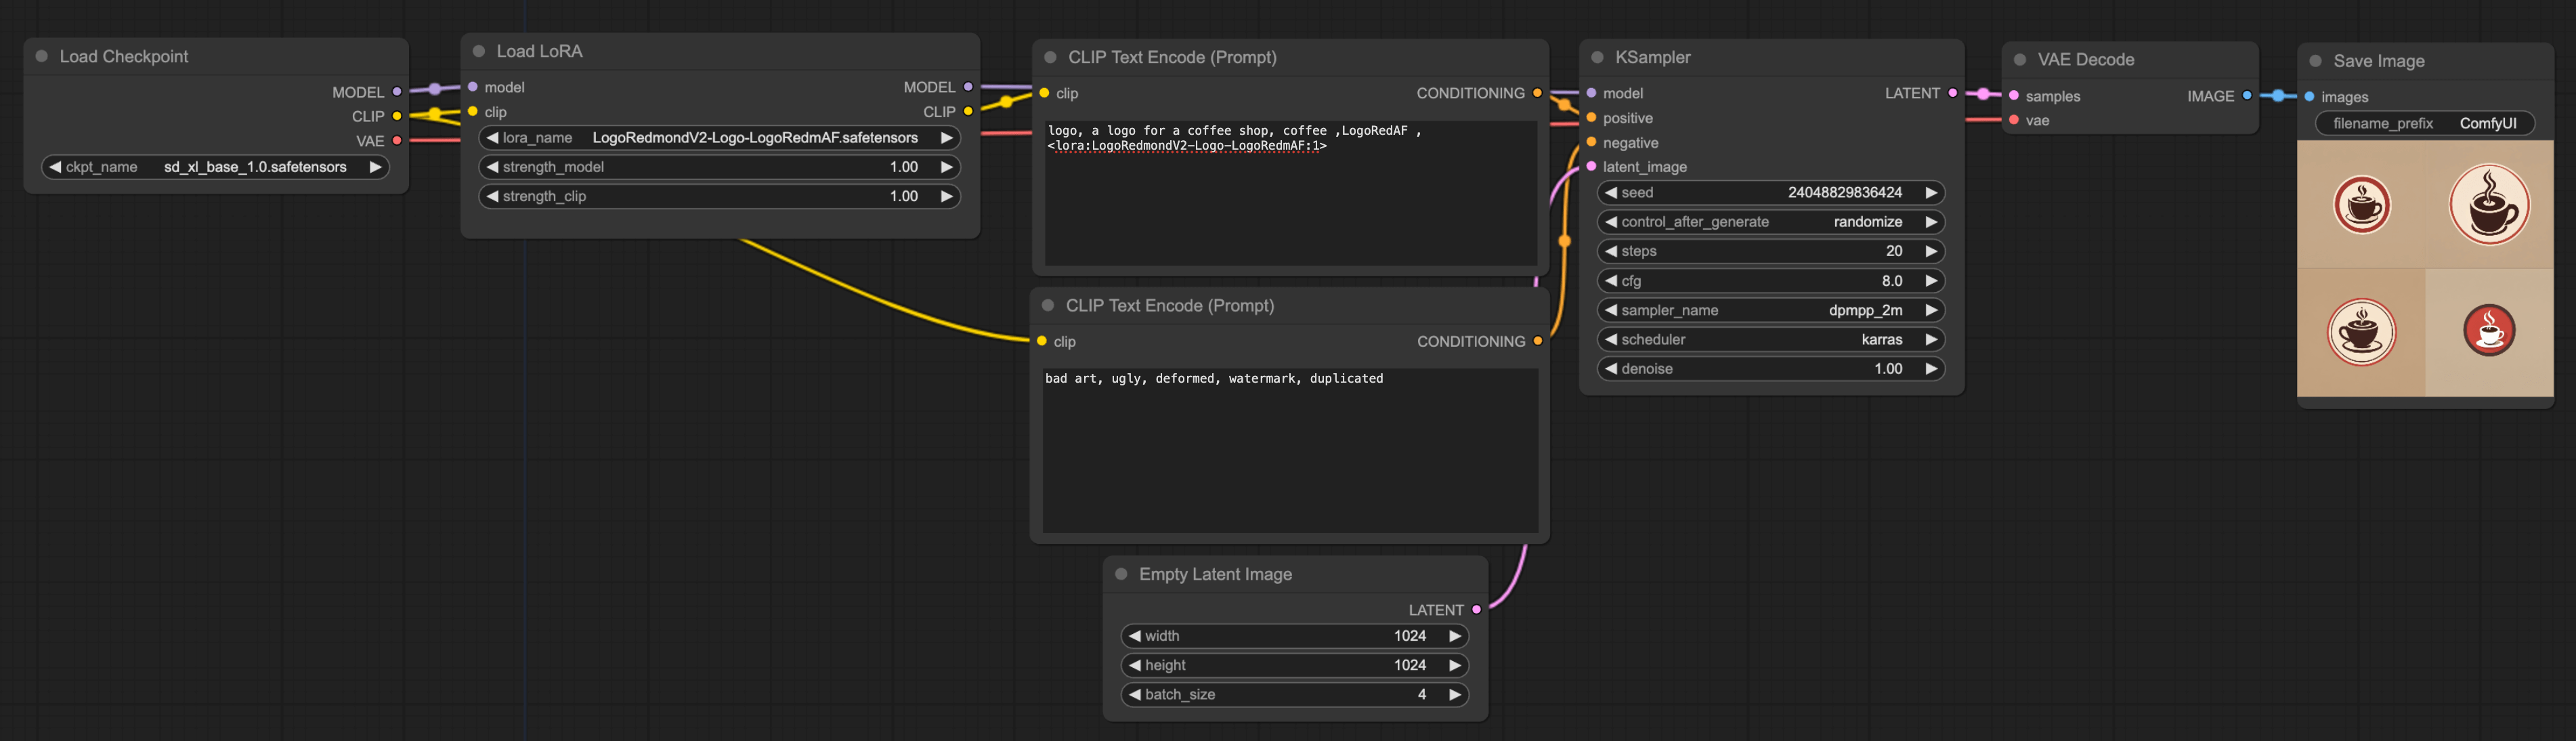 Load Checkpoint
MODEL
CLIP
VAE
ckpt_name sd_xl_base_1.0.safetensors
Load LoRA
model MODEL
clip CLIP
lora_name LogoRedmondV2-Logo-LogoRedmAF.safetensors
strength_model 1.00
strength_clip 1.00
CLIP Text Encode (Prompt)
clip CONDITIONING
logo, a logo for a coffee shop, coffee ,LogoRedAF ,
<lora:LogoRedmondV2-Logo-LogoRedmAF:1>
CLIP Text Encode (Prompt)
clip CONDITIONING
bad art, ugly, deformed, watermark, duplicated
Empty Latent Image
LATENT
width 1024
height 1024
batch_size 4
KSampler
model LATENT
positive
negative
latent_image
seed 24048829836424
control_after_generate randomize
steps 20
cfg 8.0
sampler_name dpmpp_2m
scheduler karras
denoise 1.00
VAE Decode
samples IMAGE
vae
Save Image
images
filename_prefix ComfyUI